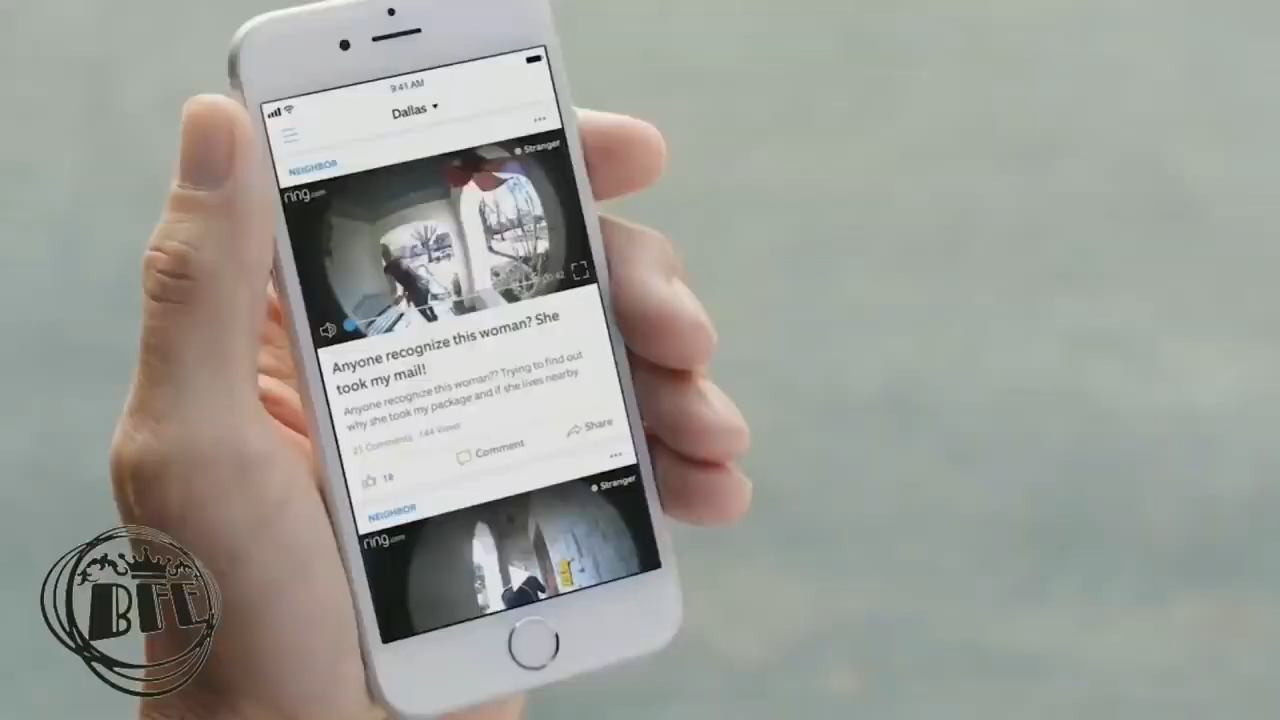 9:41 AM
Dallas
NEIGHBOR
Stranger
ring.com
00:42
Anyone recognize this woman? She
took my mail!
Anyone recognize this woman?? Trying to find out
why she took my package and if she lives nearby
21 Comments 144 Views
Comment
Share
18
NEIGHBOR
Stranger
ring.com
BFE